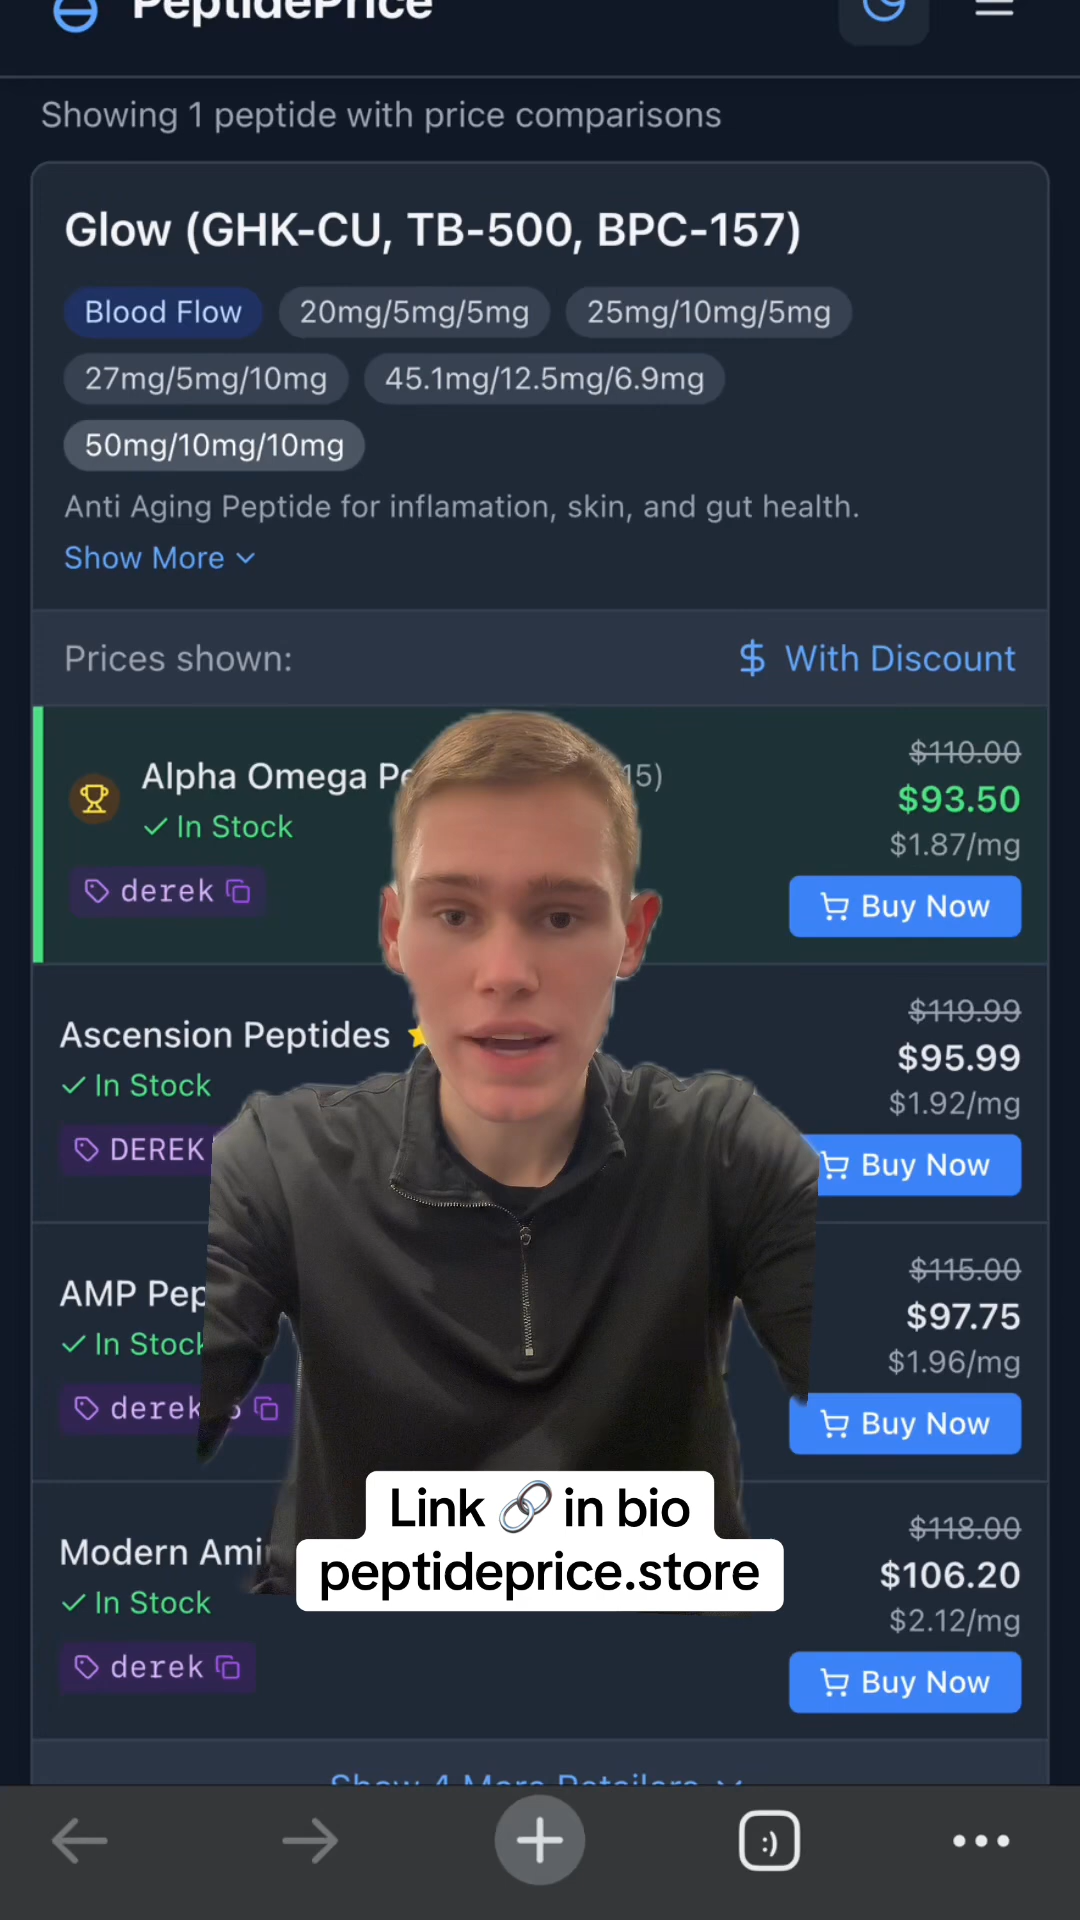 PeptidePrice
Showing 1 peptide with price comparisons
Glow (GHK-CU, TB-500, BPC-157)
Blood Flow
20mg/5mg/5mg
25mg/10mg/5mg
27mg/5mg/10mg
45.1mg/12.5mg/6.9mg
50mg/10mg/10mg
Anti Aging Peptide for inflamation, skin, and gut health.
Show More
Prices shown:
$ With Discount
Alpha Omega
15)
In Stock
derek
$110.00
$93.50
$1.87/mg
Buy Now
Ascension Peptides
In Stock
DEREK
$119.99
$95.99
$1.92/mg
Buy Now
AMP
In Stock
derek
$115.00
$97.75
$1.96/mg
Buy Now
Link 🔗 in bio
peptideprice.store
Modern
In Stock
derek
$118.00
$106.20
$2.12/mg
Buy Now
Show 4 More Retailers
:)